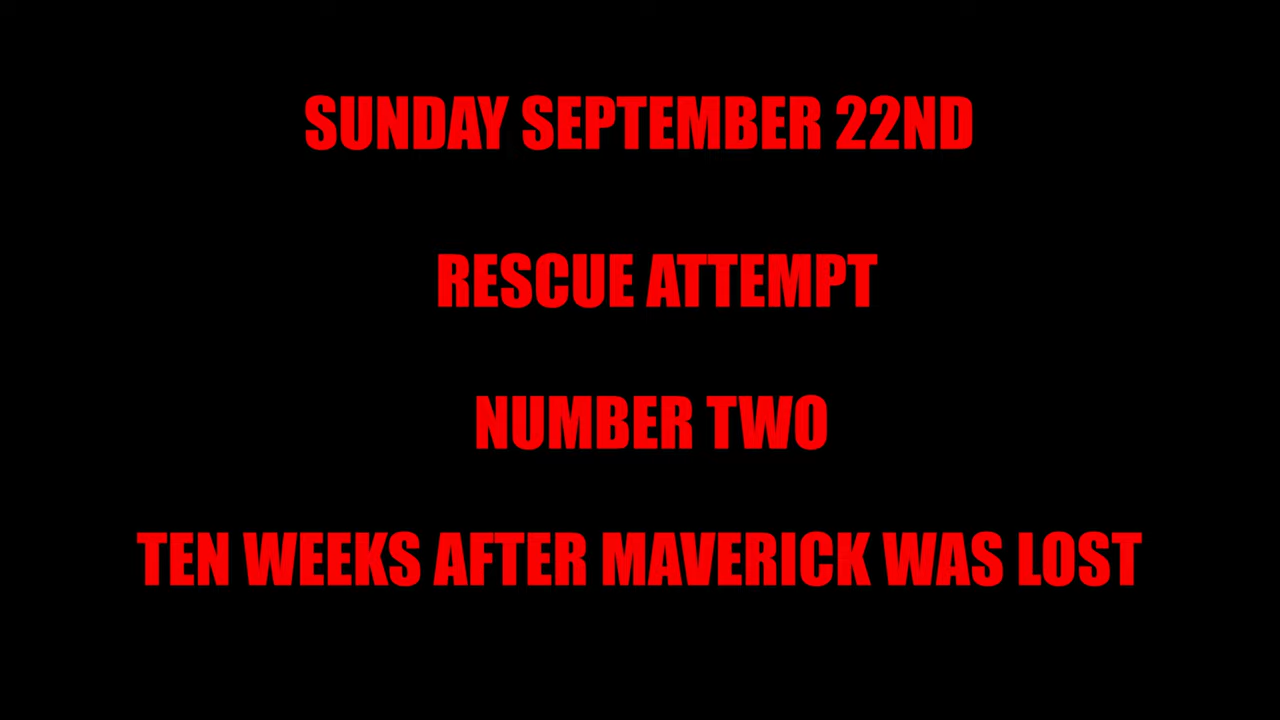 SUNDAY SEPTEMBER 22ND
RESCUE ATTEMPT
NUMBER TWO
TEN WEEKS AFTER MAVERICK WAS LOST